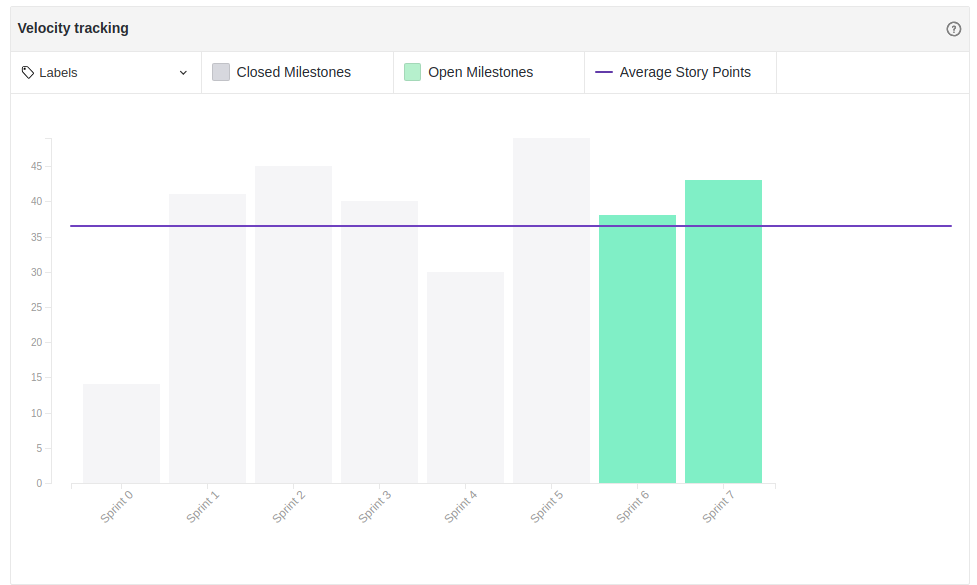 Velocity tracking
?
Labels
Closed Milestones
Open Milestones
Average Story Points
45
40
35
30
25
20
15
10
5
0
Sprint 0
Sprint 1
Sprint 2
Sprint 3
Sprint 4
Sprint 5
Sprint 6
Sprint 7